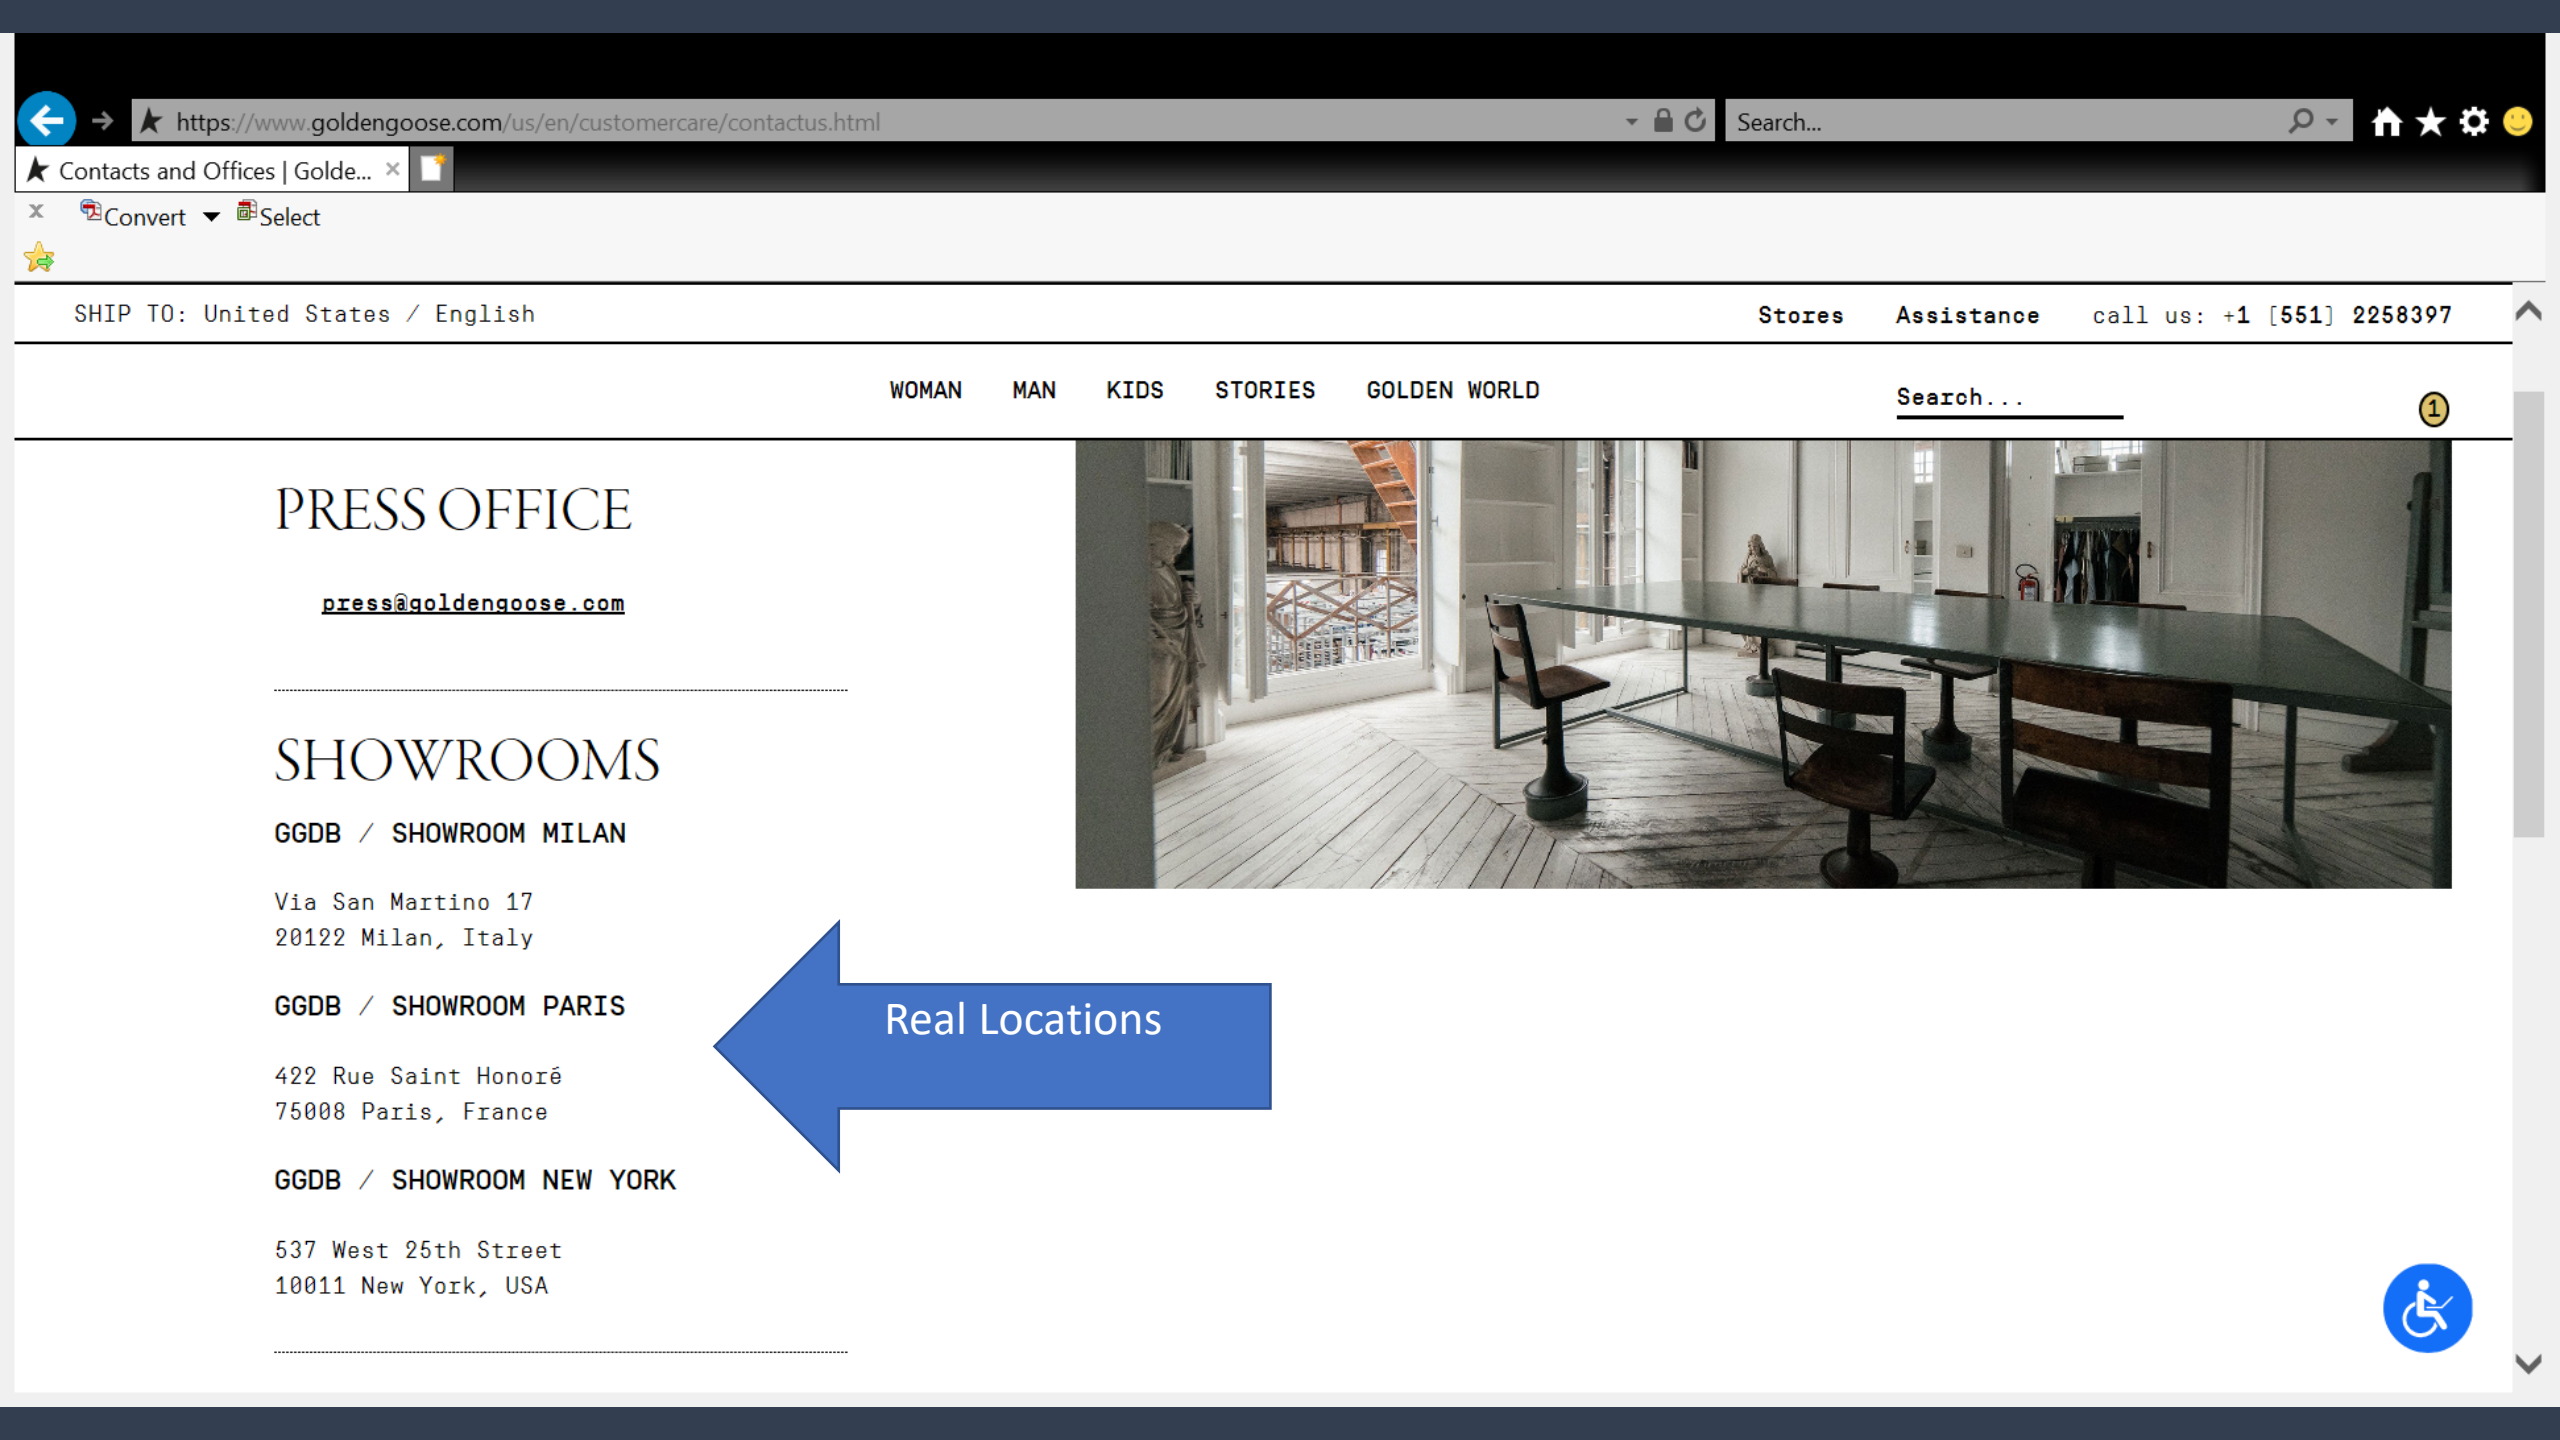 https://www.goldengoose.com/us/en/customercare/contactus.html
Search...
Contacts and Offices | Golde...
Convert
Select
SHIP TO: United States / English
Stores
Assistance
call us: +1 [551] 2258397
WOMAN
MAN
KIDS
STORIES
GOLDEN WORLD
Search...
1
PRESS OFFICE
press@goldengoose.com
SHOWROOMS
GGDB / SHOWROOM MILAN
Via San Martino 17
20122 Milan, Italy
GGDB / SHOWROOM PARIS
422 Rue Saint Honoré
75008 Paris, France
GGDB / SHOWROOM NEW YORK
537 West 25th Street
10011 New York, USA
Real Locations